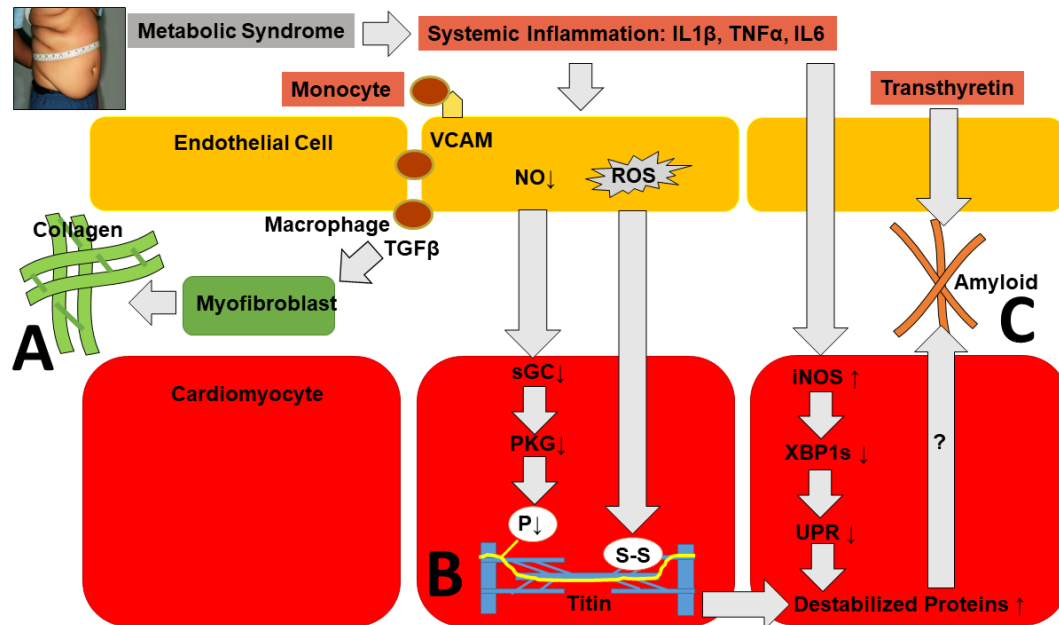 Metabolic Syndrome
Systemic Inflammation: IL1β, TNFα, IL6
Monocyte
Transthyretin
VCAM
Endothelial Cell
NO↓
ROS
Macrophage
TGFβ
Collagen
Myofibroblast
A
Amyloid
C
Cardiomyocyte
sGC↓
PKG↓
P↓
S-S
B
Titin
iNOS ↑
XBP1s ↓
UPR ↓
?
Destabilized Proteins ↑